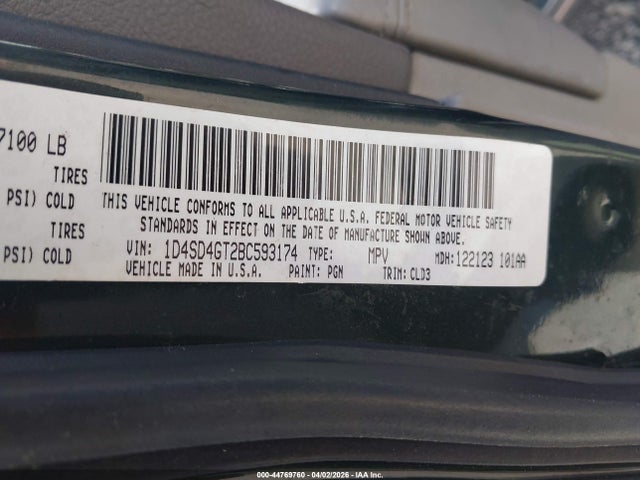 7100 LB
TIRES
PSI) COLD
TIRES
PSI) COLD
THIS VEHICLE CONFORMS TO ALL APPLICABLE U.S.A. FEDERAL MOTOR VEHICLE SAFETY
STANDARDS IN EFFECT ON THE DATE OF MANUFACTURE SHOWN ABOVE.
VIN: 1D4SD4GT2BC593174 TYPE: MPV MDH: 122123 101AA
VEHICLE MADE IN U.S.A. PAINT: PGN TRIM: CLD3
000-44769760 04/02/2026 - IAA Inc.